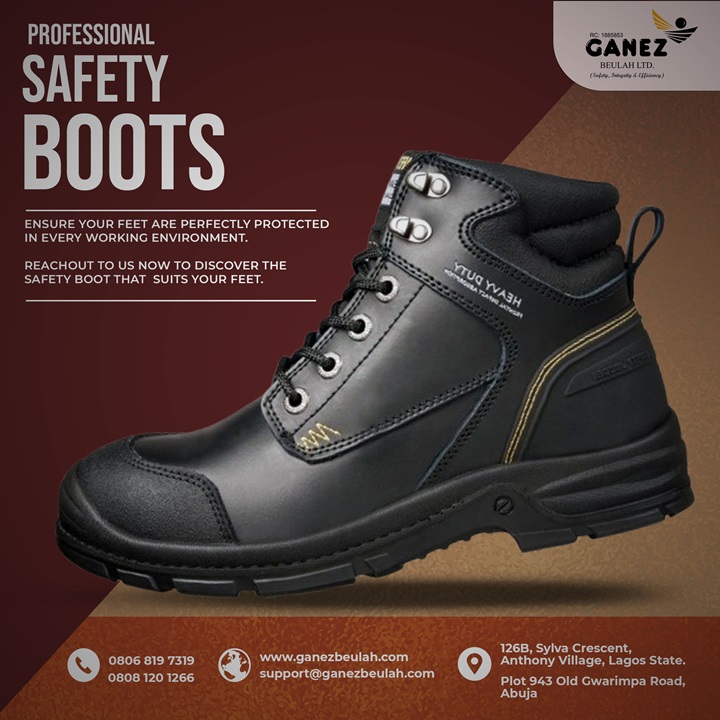 PROFESSIONAL
SAFETY
BOOTS
RC: 1885853
GANEZ
BEULAH LTD.
(Safety, Integrity & Efficiency)
ENSURE YOUR FEET ARE PERFECTLY PROTECTED
IN EVERY WORKING ENVIRONMENT.
REACHOUT TO US NOW TO DISCOVER THE
SAFETY BOOT THAT SUITS YOUR FEET.
HEAVY DUTY
0806 819 7319
0808 120 1266
www.ganezbeulah.com
support@ganezbeulah.com
126B, Sylva Crescent,
Anthony Village, Lagos State.
Plot 943 Old Gwarimpa Road,
Abuja